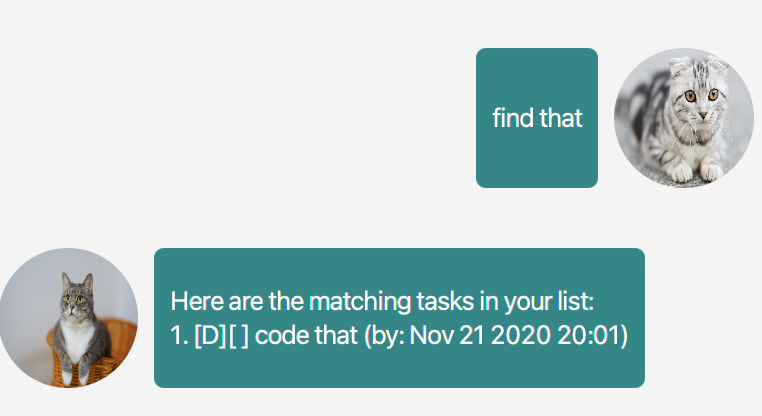 find that
Here are the matching tasks in your list:
1. [D][ ] code that (by: Nov 21 2020 20:01)